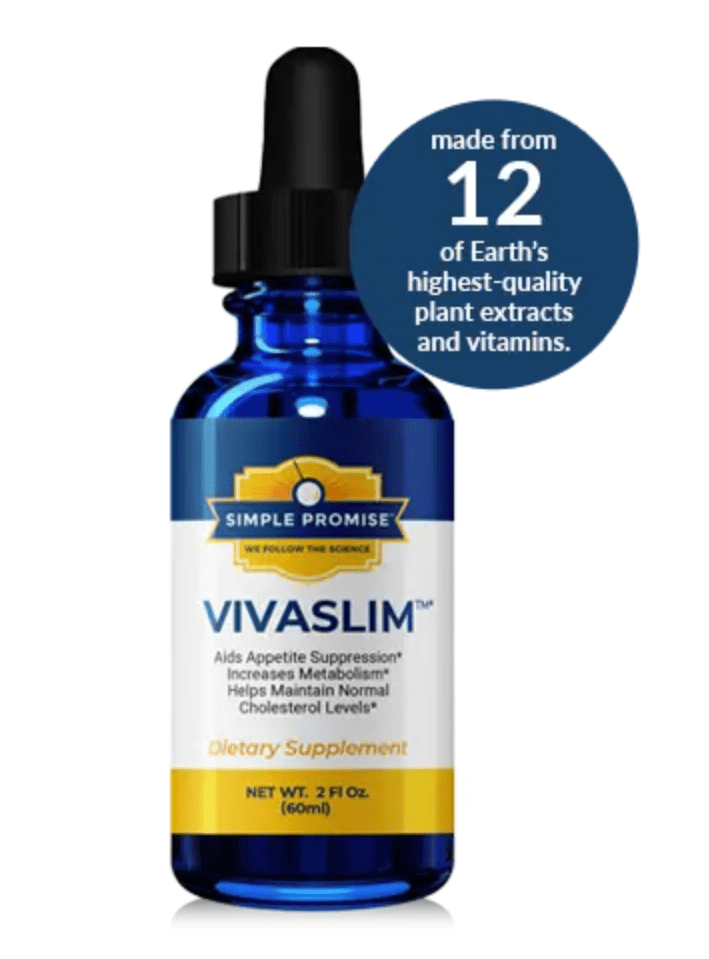 made from
12
of Earth's
highest-quality
plant extracts
and vitamins.
SIMPLE PROMISE™
WE FOLLOW THE SCIENCE
VIVASLIM™*
Aids Appetite Suppression*
Increases Metabolism*
Helps Maintain Normal
Cholesterol Levels*
Dietary Supplement
NET WT. 2 Fl Oz.
(60ml)